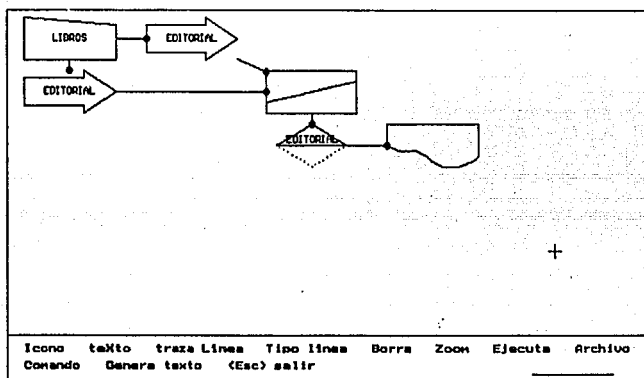 LIBROS
EDITORIAL
EDITORIAL
EDITORIAL
Icono teXto traza Linea Tipo linea Borra Zoom Ejecuta Archivo
Comando Genera texto <Esc> salir